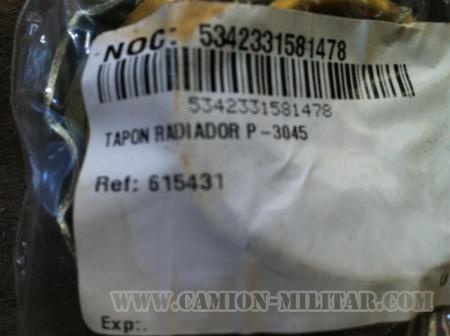 NOC: 5342331581478
5342331581478
TAPON RADIADOR P-3045
Ref: 615431
U
WWW.CAMION-MILITAR.COM
Exp:.